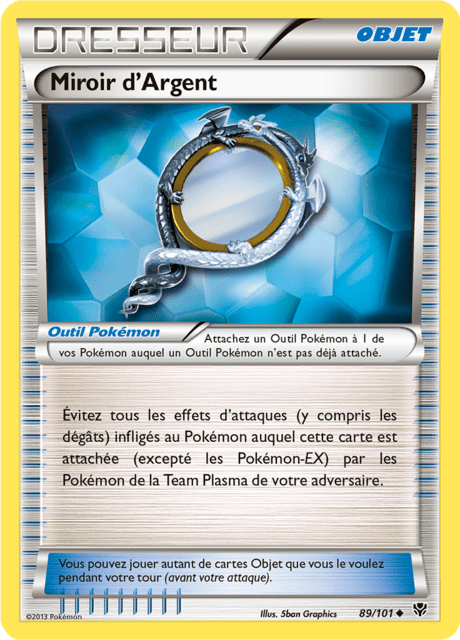 DRESSEUR
OBJET
Miroir d'Argent
Outil Pokémon
Attachez un Outil Pokémon à 1 de
vos Pokémon auquel un Outil Pokémon n'est pas déjà attaché.
Évitez tous les effets d'attaques (y compris les
dégâts) infligés au Pokémon auquel cette carte est
attachée (excepté les Pokémon-EX) par les
Pokémon de la Team Plasma de votre adversaire.
Vous pouvez jouer autant de cartes Objet que vous le voulez
pendant votre tour (avant votre attaque).
©2013 Pokémon
Illus. 5ban Graphics
89/101